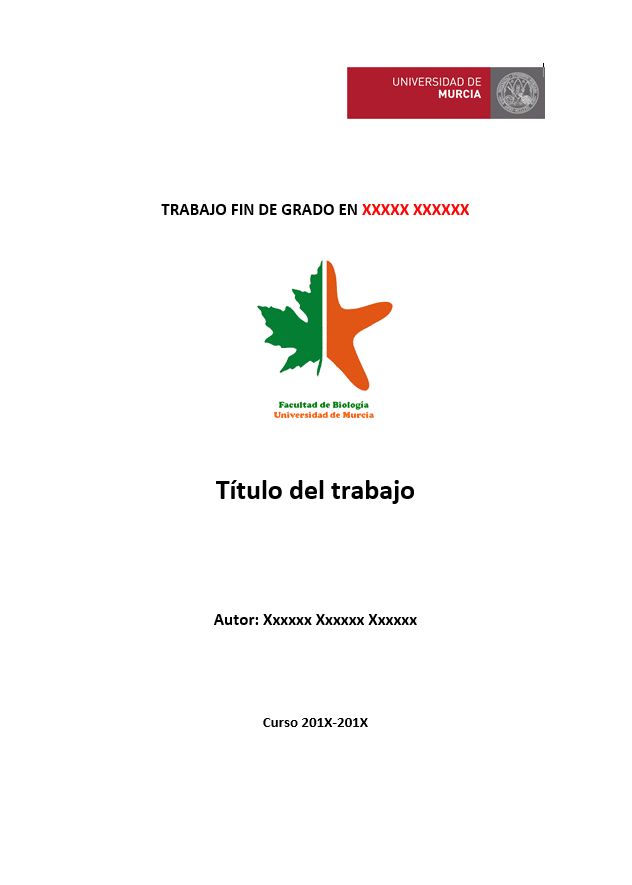 UNIVERSIDAD DE
MURCIA
TRABAJO FIN DE GRADO EN XXXXX XXXXXX
Facultad de Biología
Universidad de Murcia
Título del trabajo
Autor: Xxxxxx Xxxxxx Xxxxxx
Curso 201X-201X